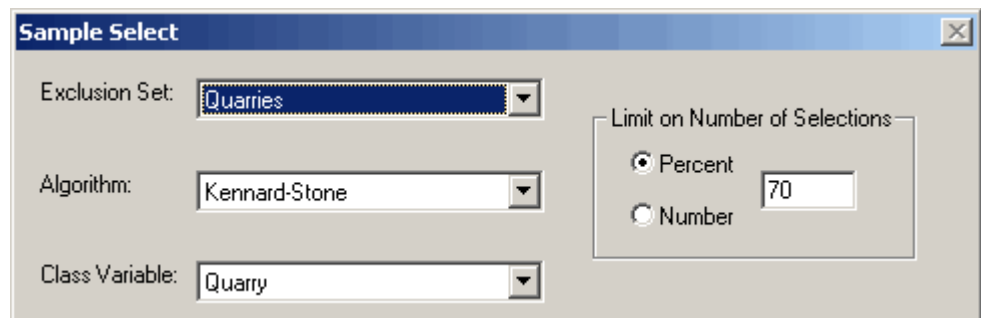 Sample Select
Exclusion Set: Quarries
Algorithm: Kennard-Stone
Class Variable: Quarry
Limit on Number of Selections
Percent
70
Number